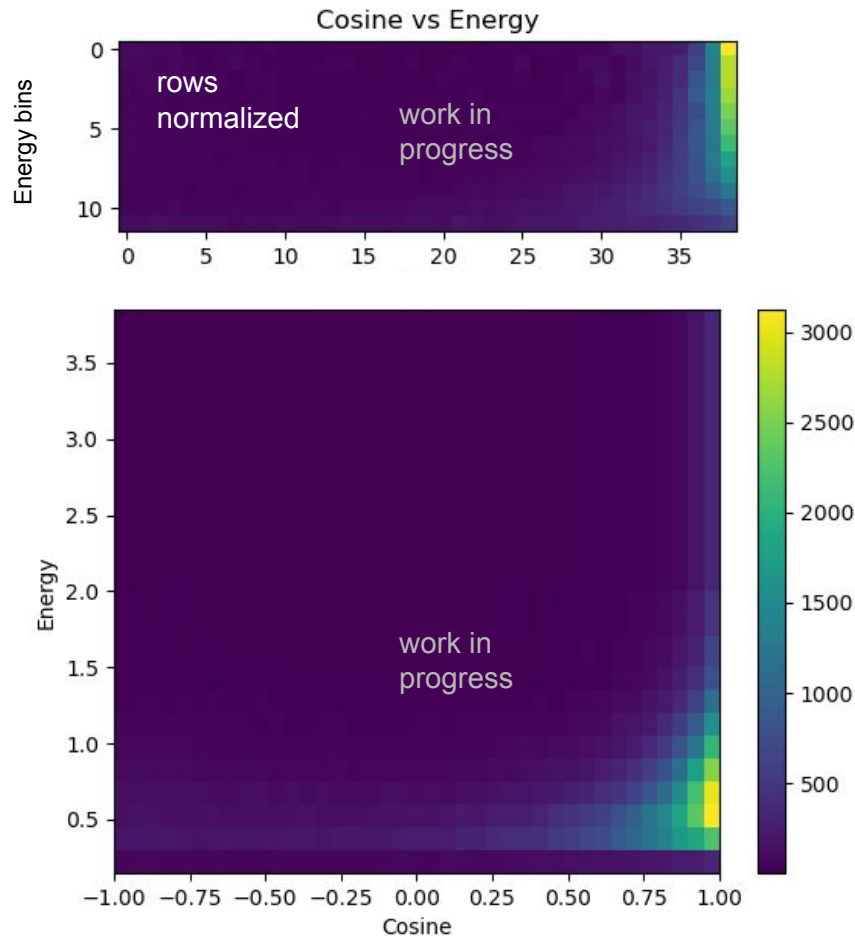 Cosine vs Energy
Energy bins
0
5
10
rows
normalized
work in
progress
0 5 10 15 20 25 30 35
Energy
3.5
3.0
2.5
2.0
1.5
1.0
0.5
work in
progress
3000
2500
2000
1500
1000
500
−1.00 −0.75 −0.50 −0.25 0.00 0.25 0.50 0.75 1.00
Cosine